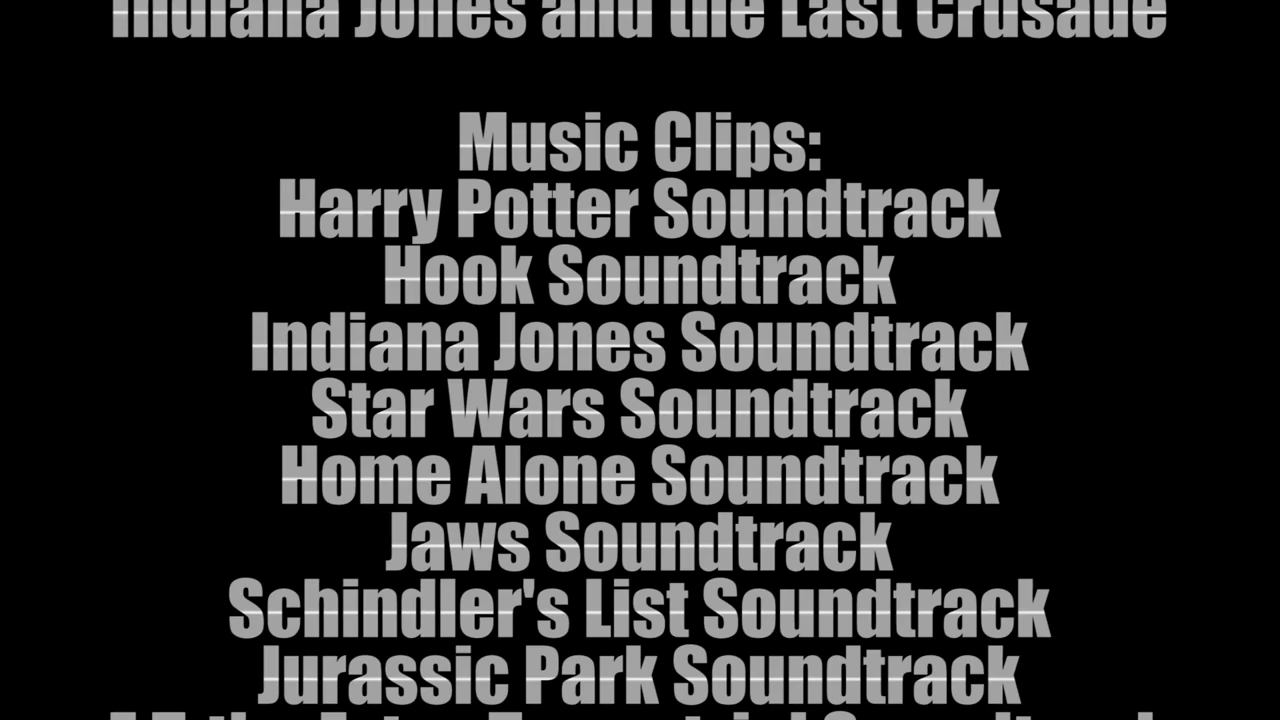 Indiana Jones and the Last Crusade
Music Clips:
Harry Potter Soundtrack
Hook Soundtrack
Indiana Jones Soundtrack
Star Wars Soundtrack
Home Alone Soundtrack
Jaws Soundtrack
Schindler's List Soundtrack
Jurassic Park Soundtrack